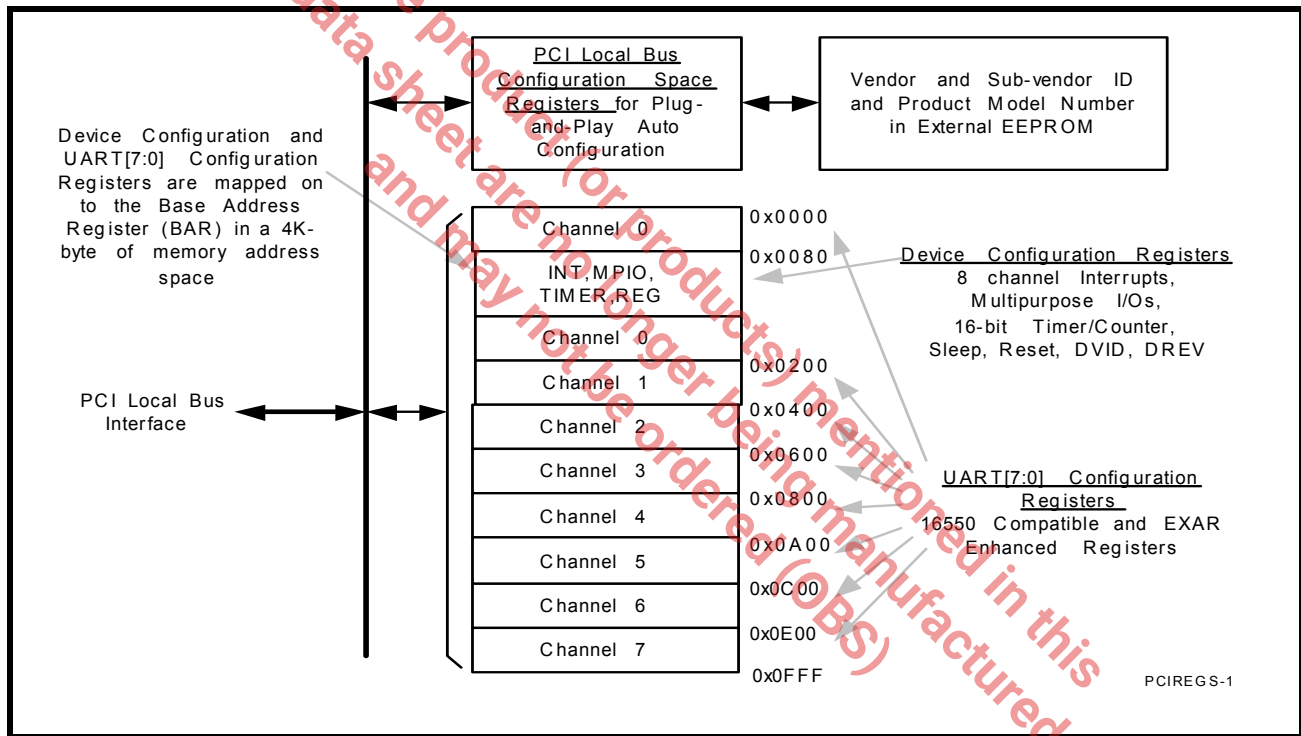 PCI Local Bus
Configuration Space
Registers for Plug-
and-Play Auto
Configuration
Vendor and Sub-vendor ID
and Product Model Number
in External EEPROM
Device Configuration and
UART[7:0] Configuration
Registers are mapped on
to the Base Address
Register (BAR) in a 4K-
byte of memory address
space
PCI Local Bus
Interface
Channel 0
INT,MPIO,
TIMER,REG
Channel 0
Channel 1
Channel 2
Channel 3
Channel 4
Channel 5
Channel 6
Channel 7
0x0000
0x0080
0x0200
0x0400
0x0600
0x0800
0x0A00
0x0C00
0x0E00
0x0FFF
Device Configuration Registers
8 channel Interrupts,
Multipurpose I/Os,
16-bit Timer/Counter,
Sleep, Reset, DVID, DREV
UART[7:0] Configuration
Registers
16550 Compatible and EXAR
Enhanced Registers
PCIREGS-1
product (or products) mentioned in this
data sheet are no longer being manufactured
and may not be ordered (OBS)